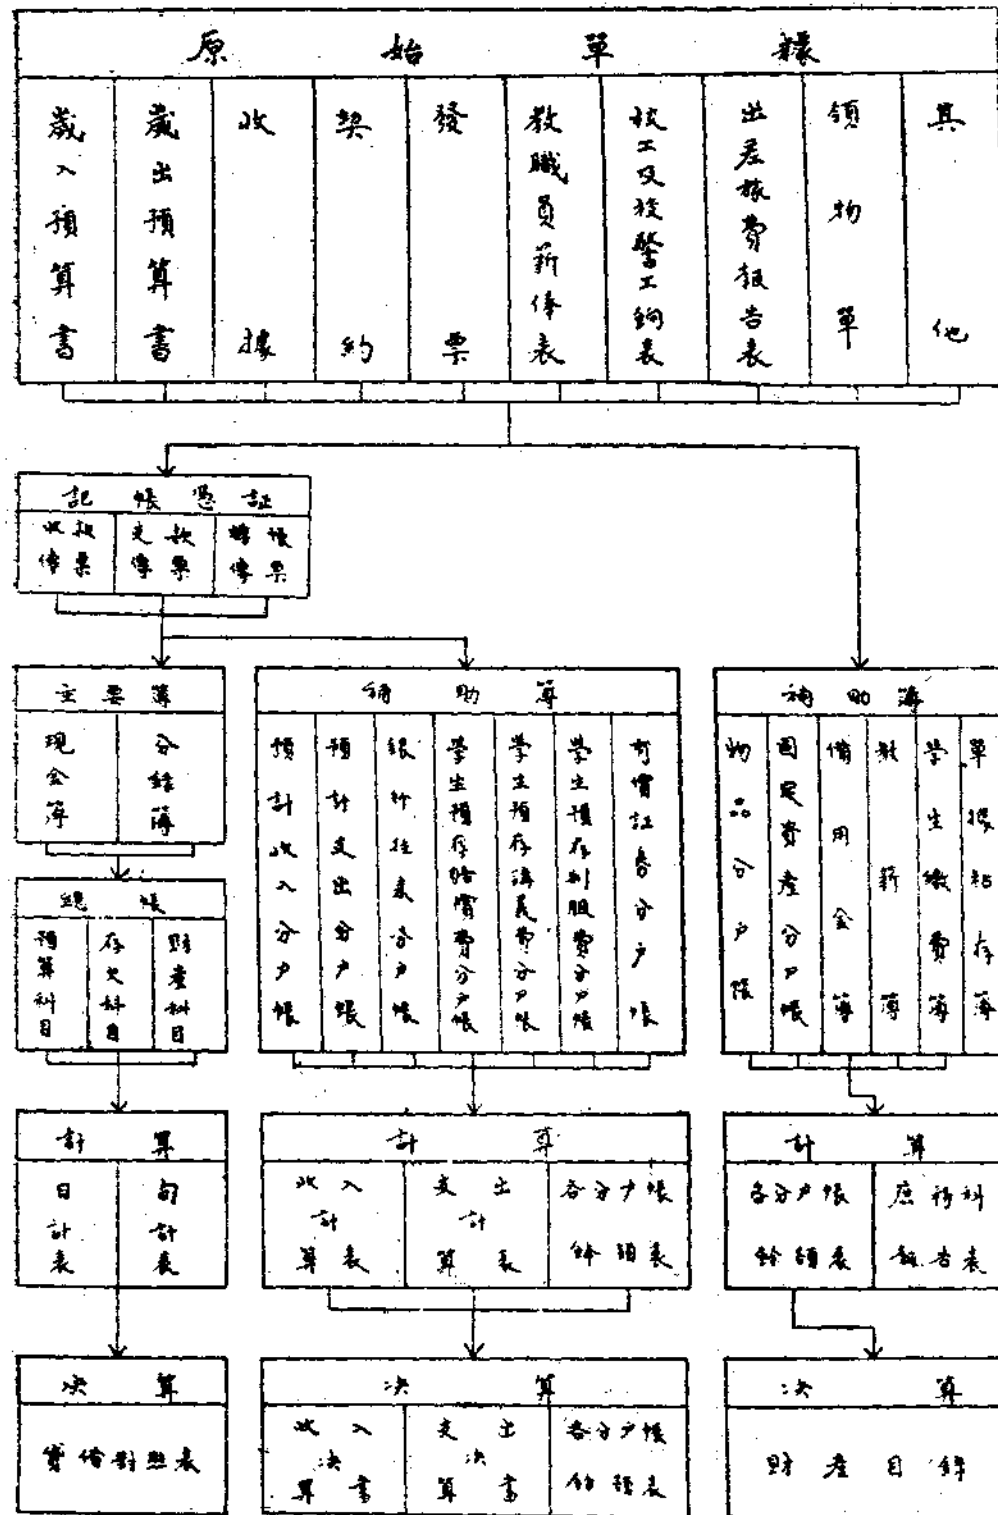 原始單據
歲入預算書
歲出預算書
收據
契約
發票
教職員薪俸表
校工及校警工餉表
出差旅費報告表
領物單
其他
記帳憑証
收款傳票
支款傳票
轉帳傳票
主要簿
現金簿
分錄簿
補助簿
預計收入分戶帳
預計支出分戶帳
銀行往來分戶帳
學生預存賠償費分戶帳
學生預存講義費分戶帳
學生預存制服費分戶帳
有價証券分戶帳
補助簿
物品分戶帳
固定資產分戶帳
備用金簿
教薪簿
學生繳費簿
單據粘存簿
總帳
預算科目
存欠科目
財產科目
計算
日計表
旬計表
計算
收入計算表
支出計算表
各分戶帳餘額表
計算
各分戶帳餘額表
庶務科報告表
決算
貸借對照表
決算
收入決算書
支出決算書
各分戶帳餘額表
決算
財產目錄